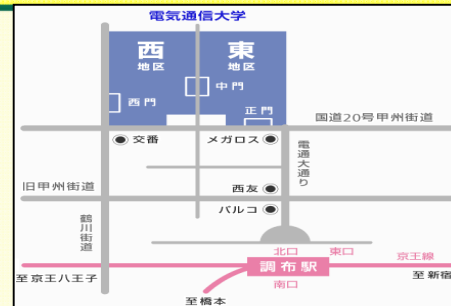 電気通信大学
西
地区
東
地区
中門
西門
正門
国道20号甲州街道
交番
メガロス
電通大通り
旧甲州街道
西友
パルコ
鶴川街道
北口
東口
京王線
調布駅
至京王八王子
南口
至新宿
至橋本